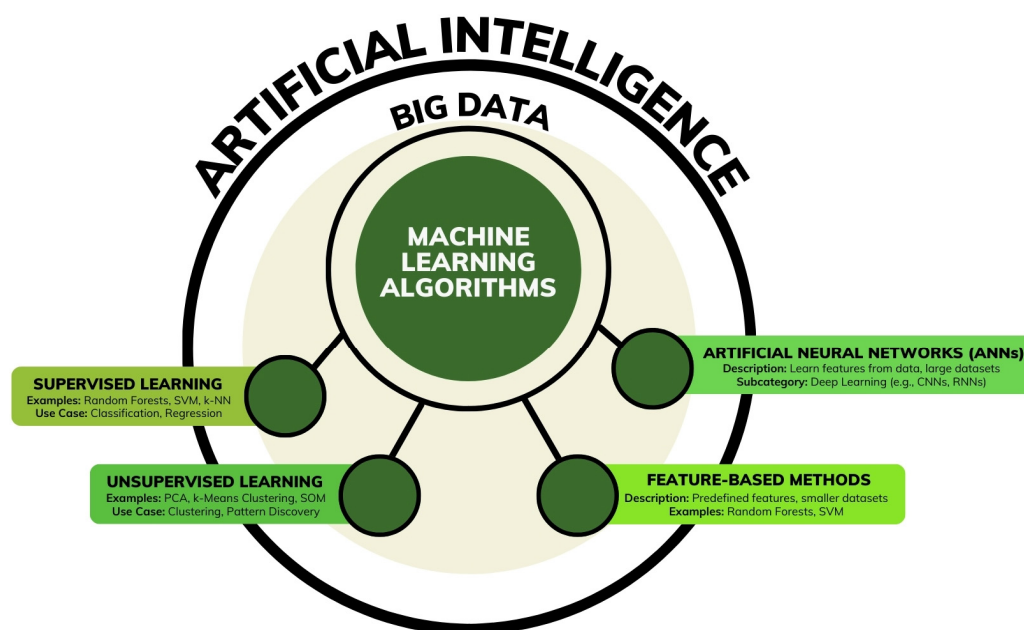 ARTIFICIAL INTELLIGENCE
BIG DATA
MACHINE
LEARNING
ALGORITHMS
ARTIFICIAL NEURAL NETWORKS (ANNs)
Description: Learn features from data, large datasets
Subcategory: Deep Learning (e.g., CNNs, RNNs)
SUPERVISED LEARNING
Examples: Random Forests, SVM, k-NN
Use Case: Classification, Regression
UNSUPERVISED LEARNING
Examples: PCA, k-Means Clustering, SOM
Use Case: Clustering, Pattern Discovery
FEATURE-BASED METHODS
Description: Predefined features, smaller datasets
Examples: Random Forests, SVM